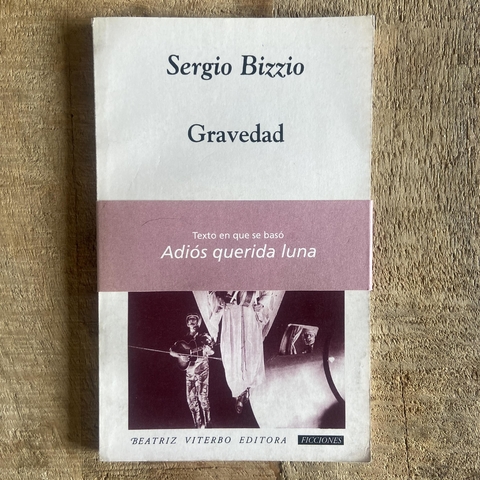 Sergio Bizzio
Gravedad
Texto en que se basó
Adiós querida luna
BEATRIZ VITERBO EDITORA FICCIONES